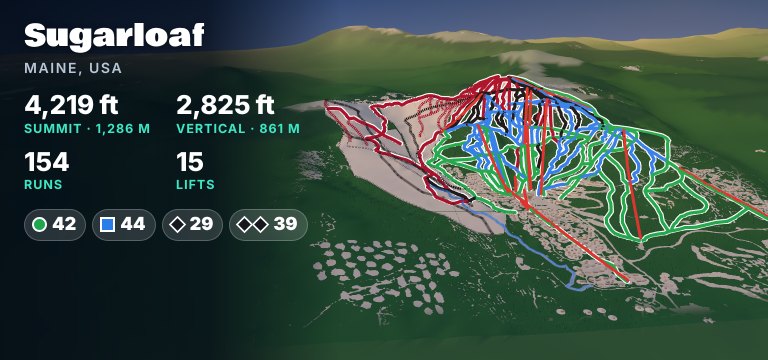 Sugarloaf
MAINE, USA
4,219 ft 2,825 ft
SUMMIT · 1,286 M VERTICAL · 861 M
154 15
RUNS LIFTS
42 44 29 39